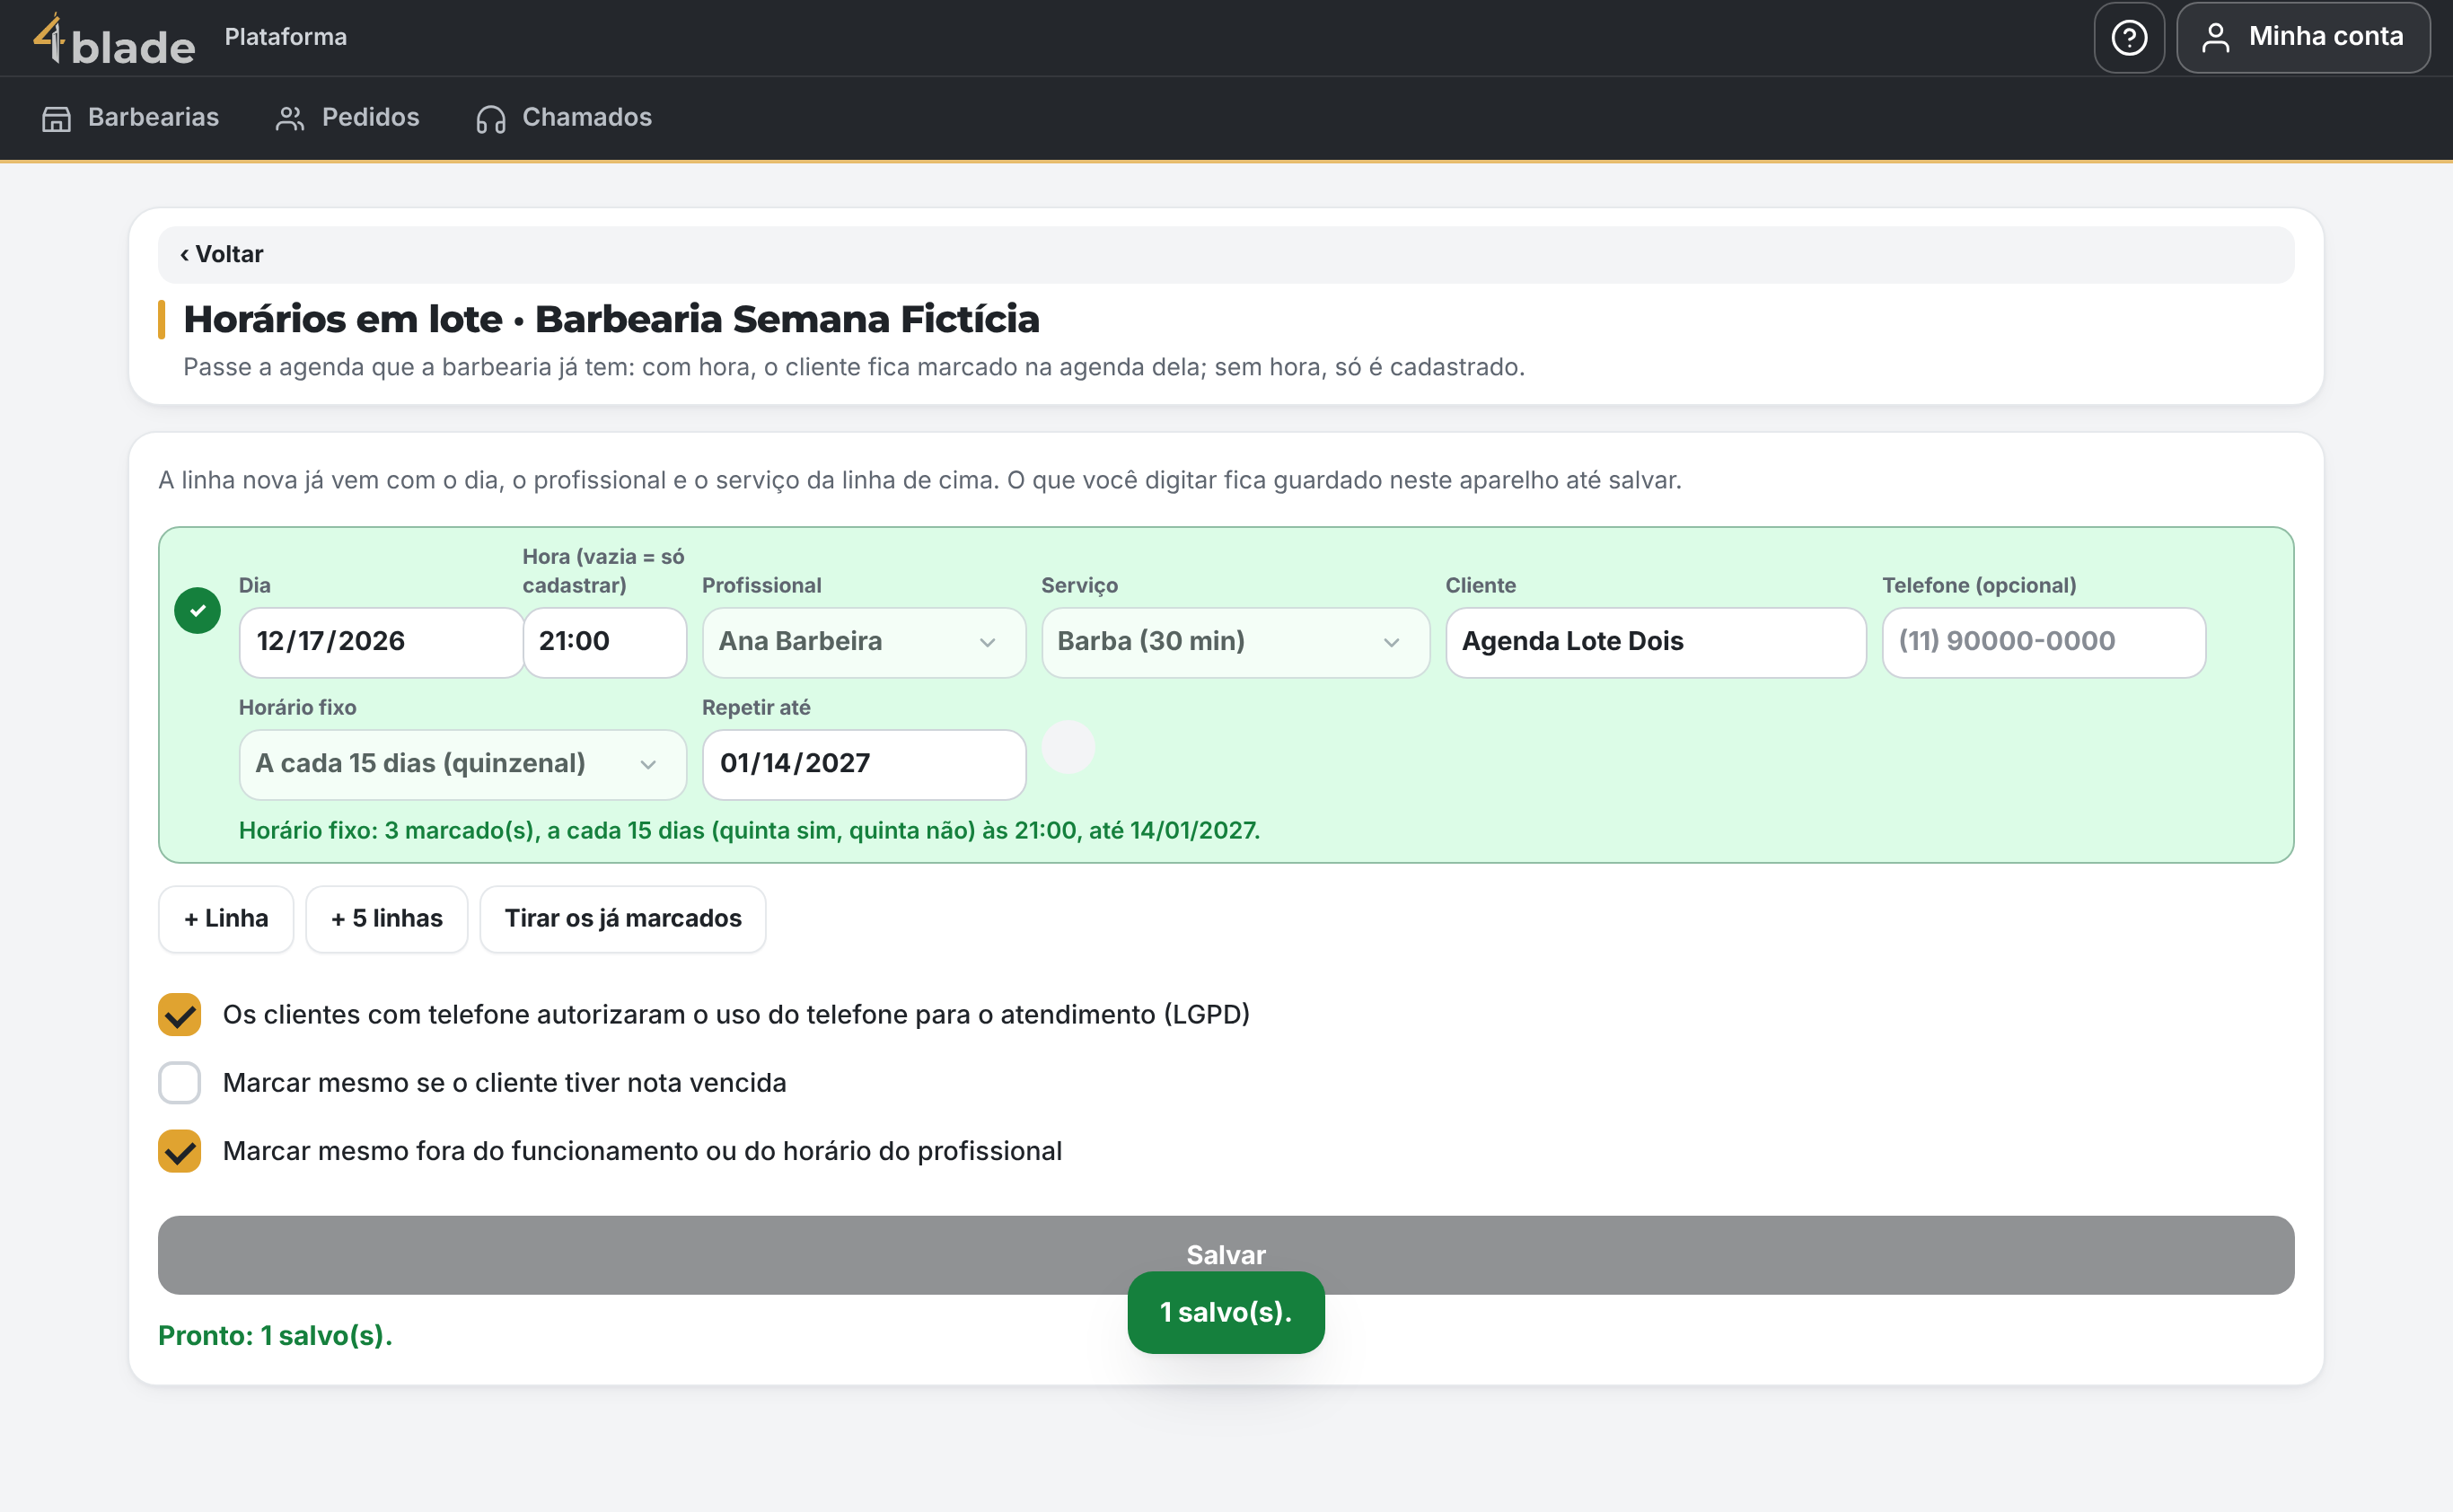 4blade Plataforma Minha conta
Barbearias Pedidos Chamados
‹ Voltar
Horários em lote · Barbearia Semana Fictícia
Passe a agenda que a barbearia já tem: com hora, o cliente fica marcado na agenda dela; sem hora, só é cadastrado.
A linha nova já vem com o dia, o profissional e o serviço da linha de cima. O que você digitar fica guardado neste aparelho até salvar.
Dia
Hora (vazia = só
cadastrar)
Profissional
Serviço
Cliente
Telefone (opcional)
12/17/2026
21:00
Ana Barbeira
Barba (30 min)
Agenda Lote Dois
(11) 90000-0000
Horário fixo
Repetir até
A cada 15 dias (quinzenal)
01/14/2027
Horário fixo: 3 marcado(s), a cada 15 dias (quinta sim, quinta não) às 21:00, até 14/01/2027.
+ Linha
+ 5 linhas
Tirar os já marcados
Os clientes com telefone autorizaram o uso do telefone para o atendimento (LGPD)
Marcar mesmo se o cliente tiver nota vencida
Marcar mesmo fora do funcionamento ou do horário do profissional
Salvar
1 salvo(s).
Pronto: 1 salvo(s).